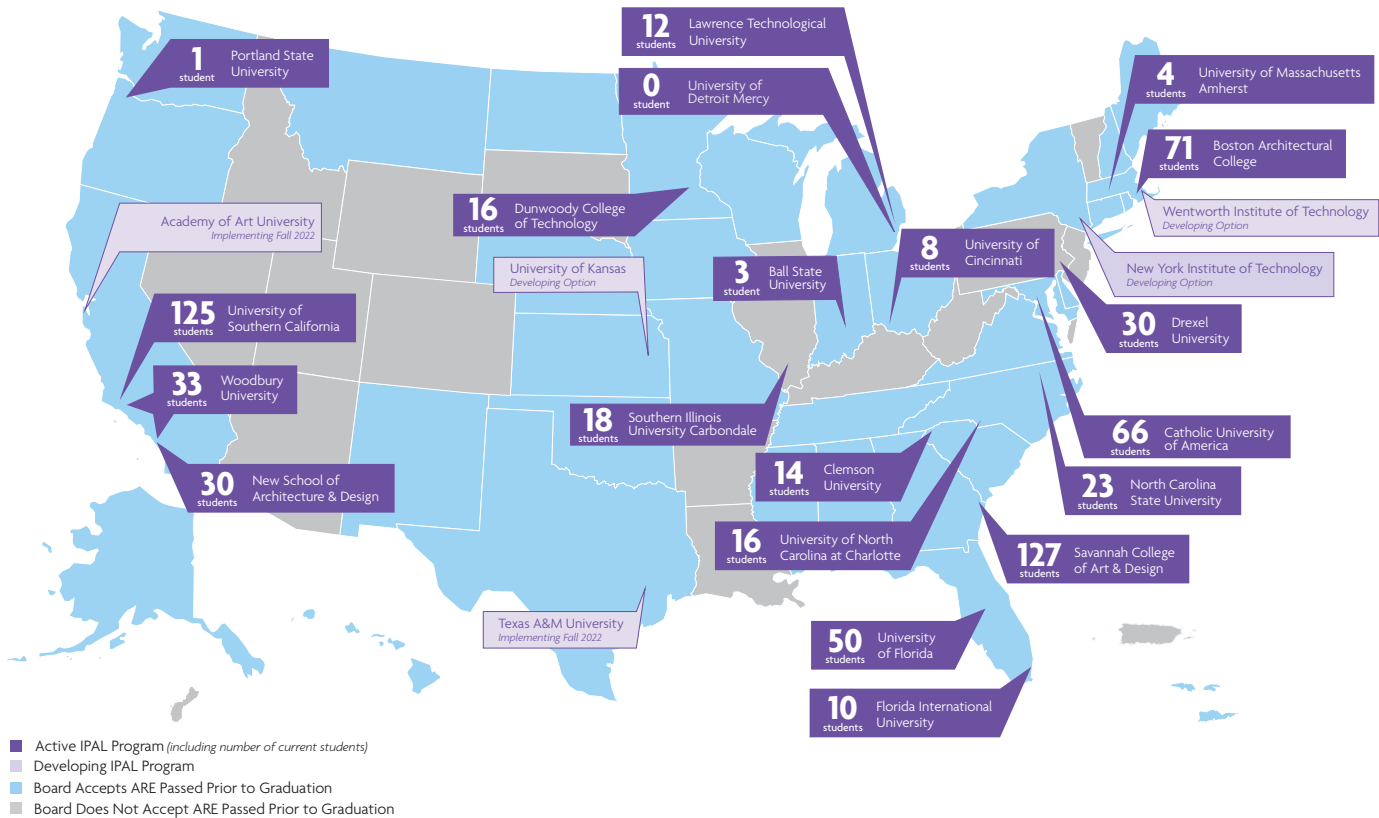 12
students
Lawrence Technological
University
1
student
Portland State
University
0
student
University of
Detroit Mercy
4
students
University of Massachusetts
Amherst
71
students
Boston Architectural
College
16
students
Dunwoody College
of Technology
Academy of Art University
Implementing Fall 2022
Wentworth Institute of Technology
Developing Option
8
students
University of
Cincinnati
University of Kansas
Developing Option
3
student
Ball State
University
New York Institute of Technology
Developing Option
125
students
University of
Southern California
30
students
Drexel
University
33
students
Woodbury
University
18
students
Southern Illinois
University Carbondale
66
students
Catholic University
of America
30
students
New School of
Architecture & Design
14
students
Clemson
University
23
students
North Carolina
State University
16
students
University of North
Carolina at Charlotte
127
students
Savannah College
of Art & Design
Texas A&M University
Implementing Fall 2022
50
students
University
of Florida
10
students
Florida International
University
Active IPAL Program (including number of current students)
Developing IPAL Program
Board Accepts ARE Passed Prior to Graduation
Board Does Not Accept ARE Passed Prior to Graduation